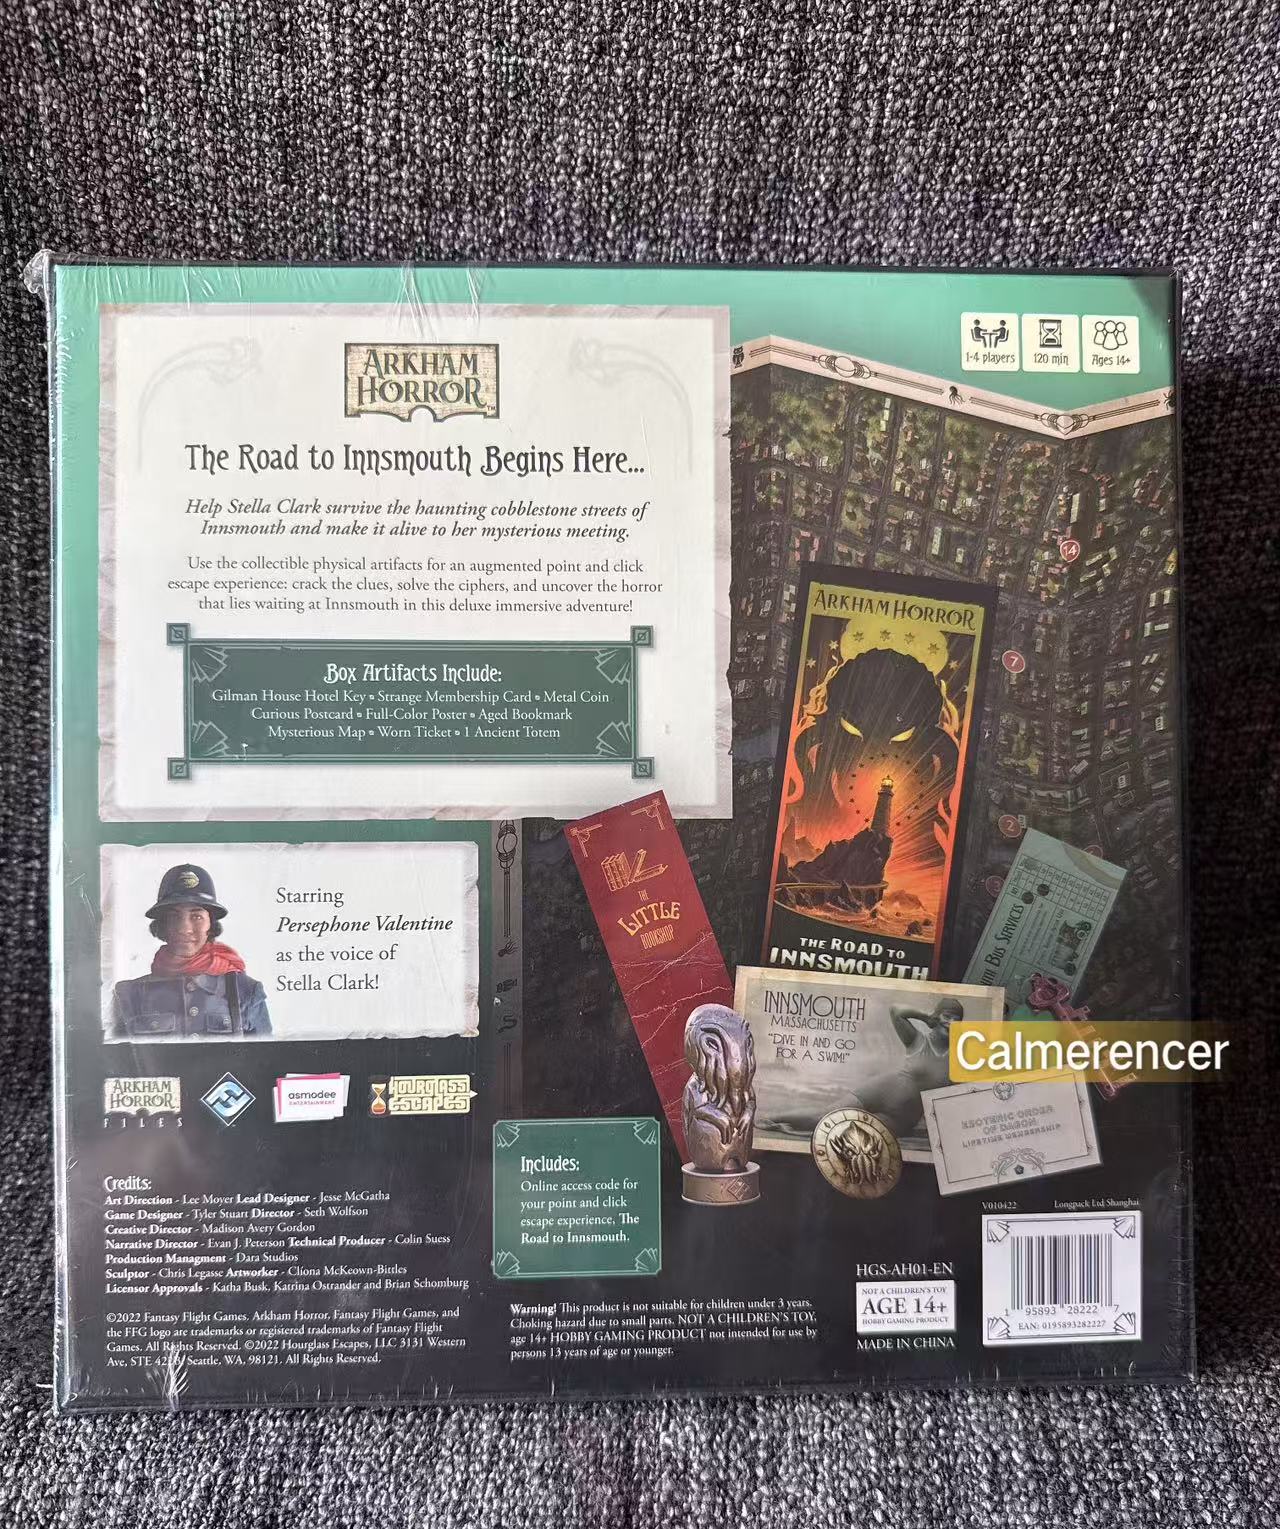 ARKHAM
HORROR
The Road to Innsmouth Begins Here...
Help Stella Clark survive the haunting cobblestone streets of
Innsmouth and make it alive to her mysterious meeting.
Use the collectible physical artifacts for an augmented point and click
escape experience: crack the clues, solve the ciphers, and uncover the horror
that lies waiting at Innsmouth in this deluxe immersive adventure!
Box Artifacts Include:
Gilman House Hotel Key ▪ Strange Membership Card ▪ Metal Coin
Curious Postcard ▪ Full-Color Poster ▪ Aged Bookmark
Mysterious Map ▪ Worn Ticket ▪ 1 Ancient Totem
1-4 players
120 min
Ages 14+
14
7
2
ARKHAM HORROR
THE ROAD TO
INNSMOUTH
THE
LITTLE
BOOKSHOP
BUS SERVICES
INNSMOUTH
MASSACHUSETTS
"DIVE IN AND GO
FOR A SWIM!"
Calmerencer
ESOTERIC ORDER
OF DAGON
LIFETIME MEMBERSHIP
Starring
Persephone Valentine
as the voice of
Stella Clark!
ARKHAM
HORROR
FILES
asmodee
ENTERTAINMENT
HOURGLASS
ESCAPES
Includes:
Online access code for
your point and click
escape experience, The
Road to Innsmouth.
Credits:
Art Direction - Lee Moyer Lead Designer - Jesse McGatha
Game Designer - Tyler Stuart Director - Seth Wolfson
Creative Director - Madison Avery Gordon
Narrative Director - Evan J. Peterson Technical Producer - Colin Suess
Production Managment - Dara Studios
Sculptor - Chris Legasse Artworker - Clíona McKeown-Bittles
Licensor Approvals - Katha Busk, Katrina Ostrander and Brian Schomburg
©2022 Fantasy Flight Games. Arkham Horror, Fantasy Flight Games, and
the FFG logo are trademarks or registered trademarks of Fantasy Flight
Games. All Rights Reserved. ©2022 Hourglass Escapes, LLC 3131 Western
Ave, STE Seattle, WA. 98121. All Rights Reserved.
Warning! This product is not suitable for children under 3 years.
Choking hazard due to small parts. NOT A CHILDREN'S TOY,
age 14+ HOBBY GAMING PRODUCT not intended for use by
persons 13 years of age or younger.
HGS-AH01-EN
NOT A CHILDREN'S TOY
AGE 14+
HOBBY GAMING PRODUCT
MADE IN CHINA
V010422 Longpack Ltd Shanghai
1 95893 28222 7
EAN: 0195893282227